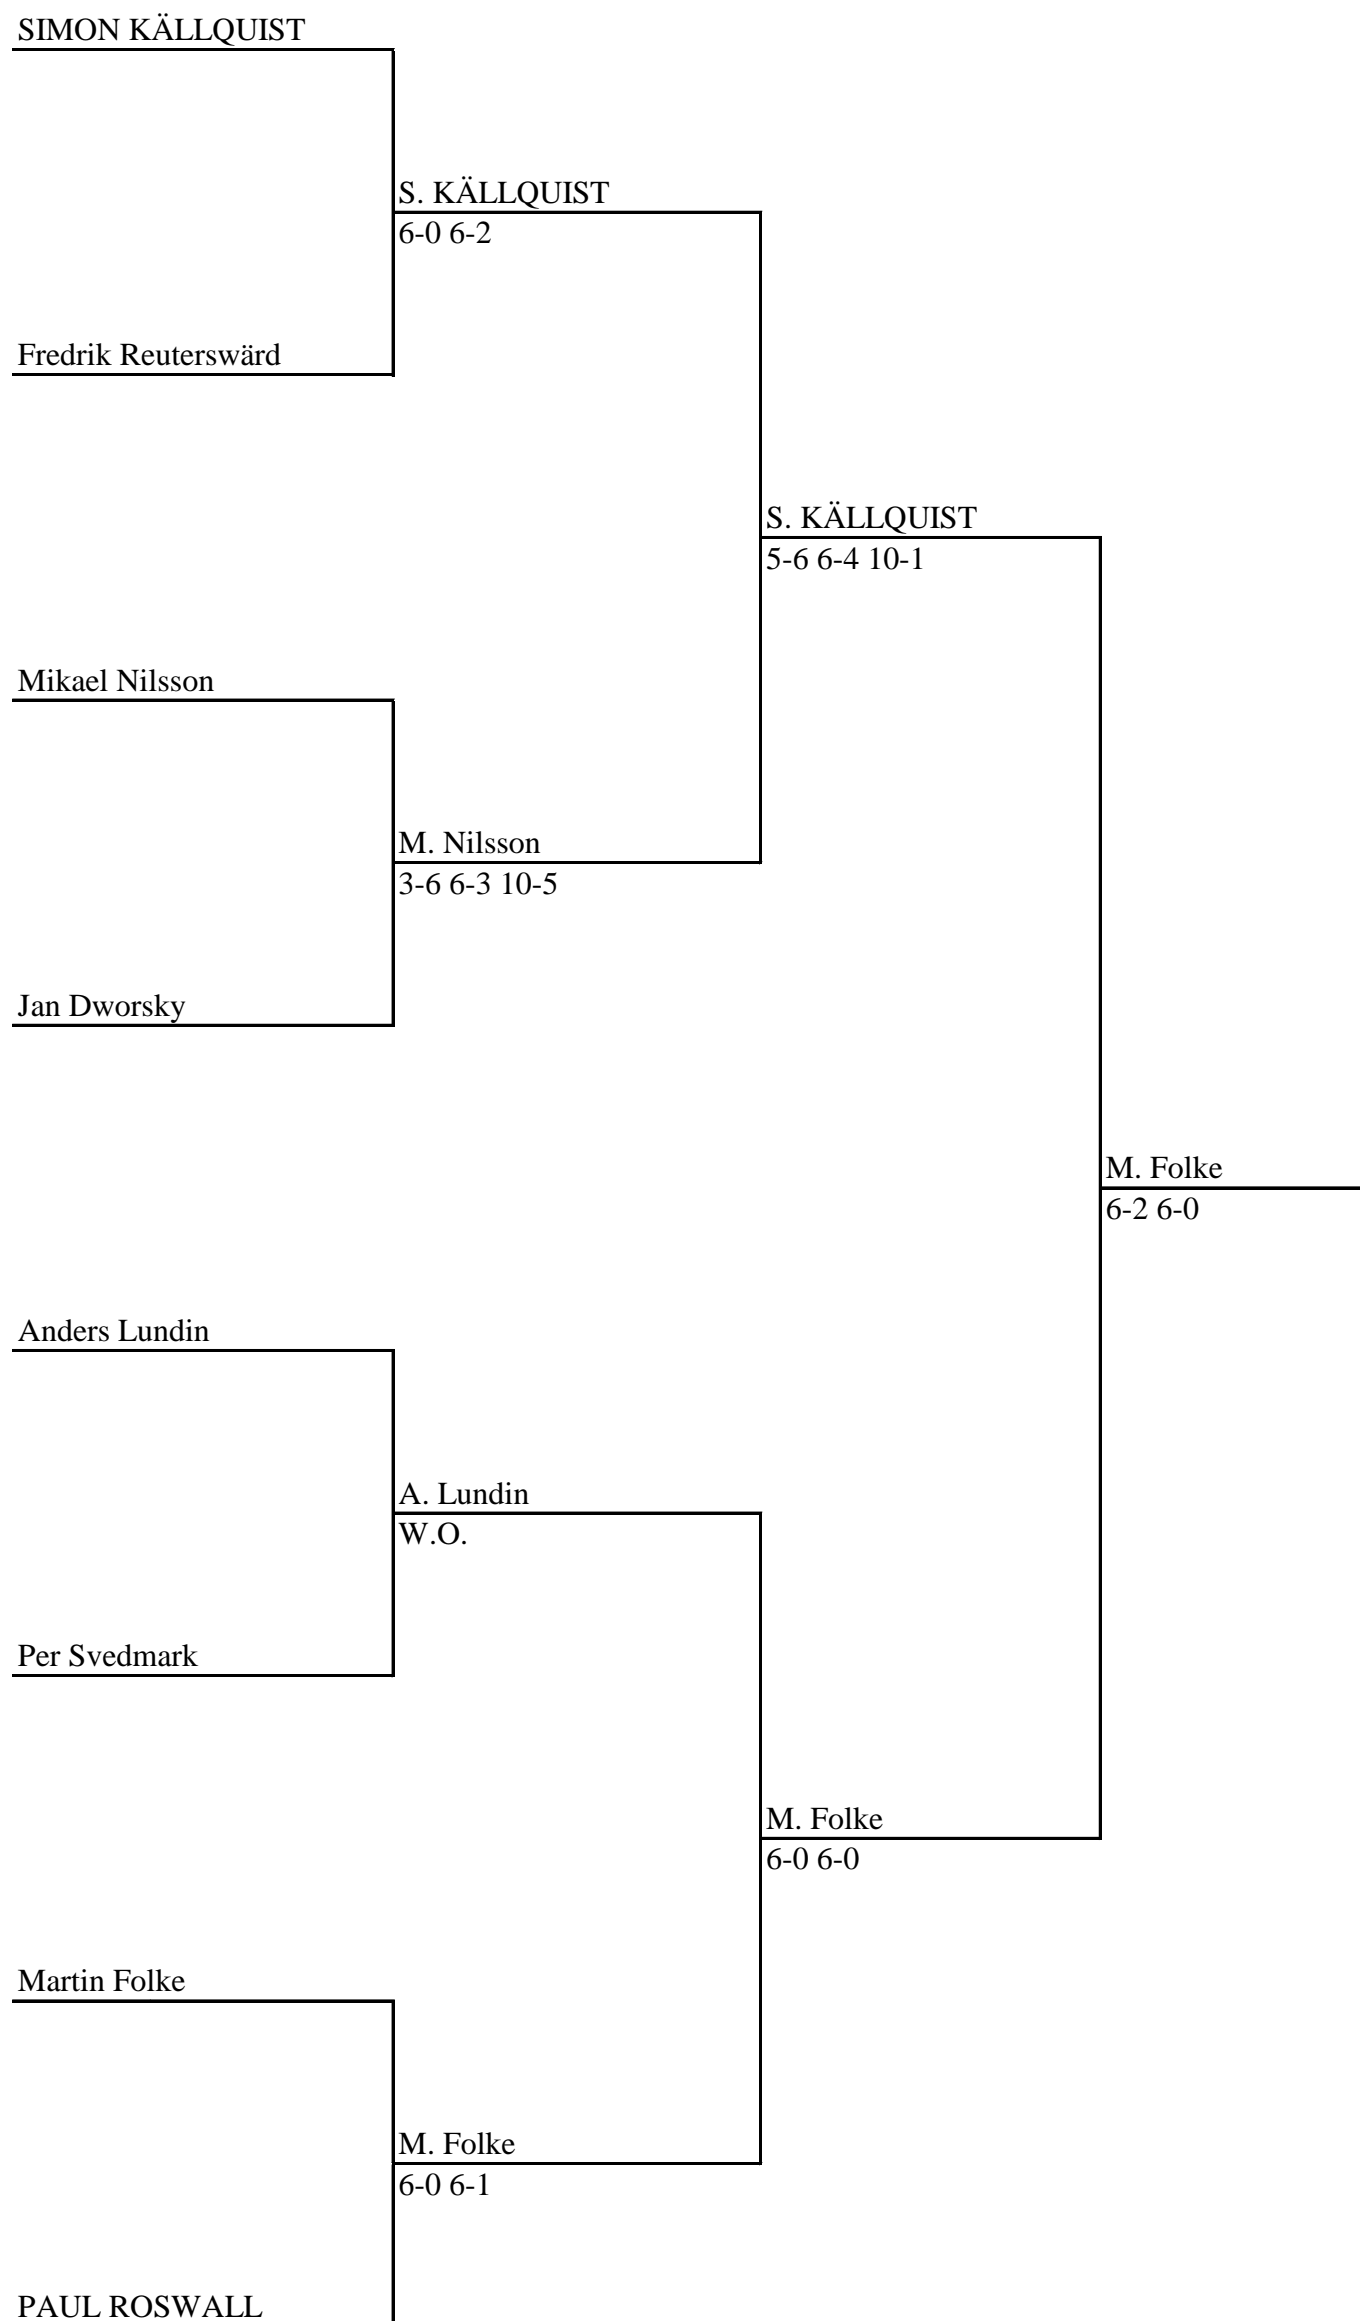 SIMON KÄLLQUIST
S. KÄLLQUIST
6-0 6-2
Fredrik Reuterswärd
S. KÄLLQUIST
5-6 6-4 10-1
Mikael Nilsson
M. Nilsson
3-6 6-3 10-5
Jan Dworsky
M. Folke
6-2 6-0
Anders Lundin
A. Lundin
W.O.
Per Svedmark
M. Folke
6-0 6-0
Martin Folke
M. Folke
6-0 6-1
PAUL ROSWALL